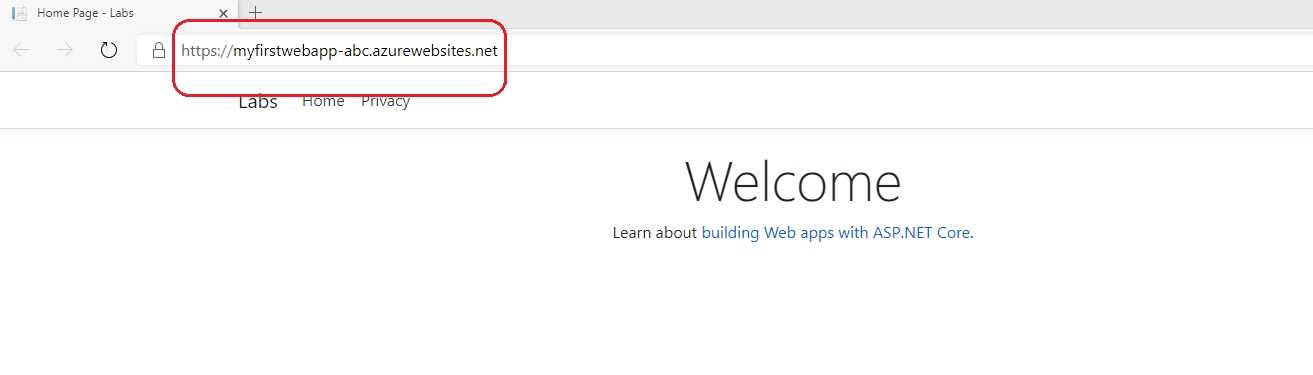 Home Page - Labs
https://myfirstwebapp-abc.azurewebsites.net
Labs Home Privacy
Welcome
Learn about building Web apps with ASP.NET Core.